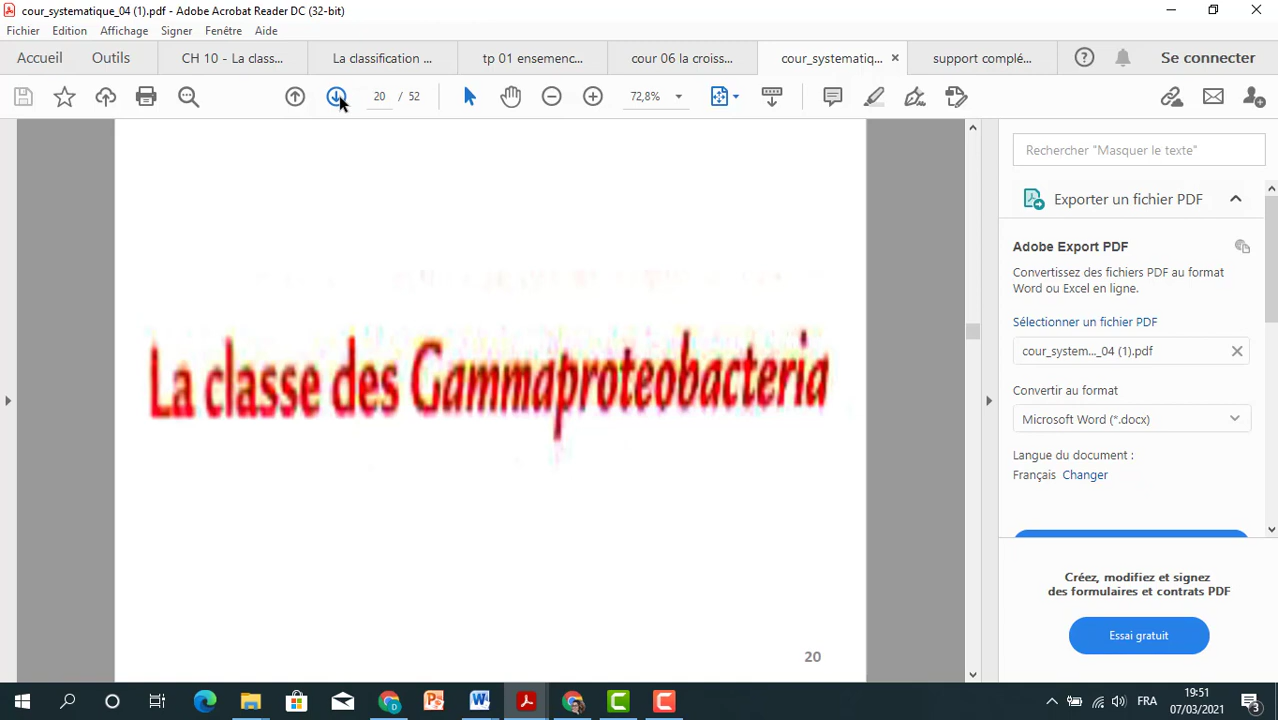 cour_systematique_04 (1).pdf - Adobe Acrobat Reader DC (32-bit)
Fichier Edition Affichage Signer Fenêtre Aide
Accueil Outils CH 10 - La class... La classification ... tp 01 ensemenc... cour 06 la croiss... cour_systematiq... × support complé... Se connecter
20 / 52 72,8%
La classe des Gammaproteobacteria
20
Rechercher "Masquer le texte"
Exporter un fichier PDF
Adobe Export PDF
Convertissez des fichiers PDF au format
Word ou Excel en ligne.
Sélectionner un fichier PDF
cour_system..._04 (1).pdf
Convertir au format
Microsoft Word (*.docx)
Langue du document :
Français Changer
Créez, modifiez et signez
des formulaires et contrats PDF
Essai gratuit
FRA
19:51
07/03/2021
3